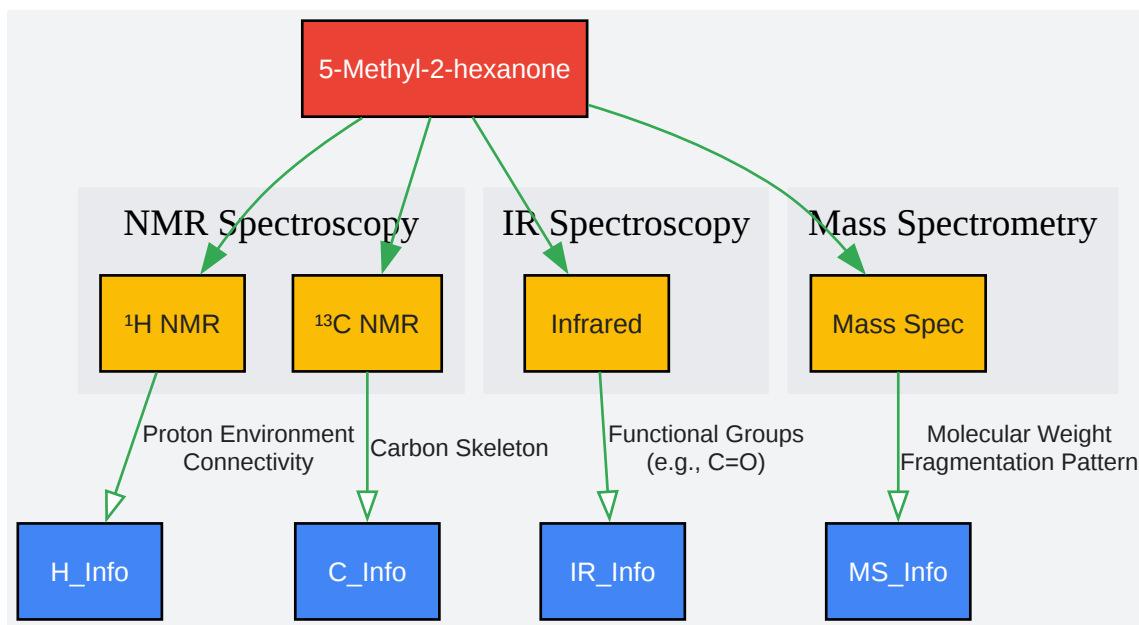 5-Methyl-2-hexanone
NMR Spectroscopy
IR Spectroscopy
Mass Spectrometry
¹H NMR
¹³C NMR
Infrared
Mass Spec
Proton Environment
Connectivity
Carbon Skeleton
Functional Groups
(e.g., C=O)
Molecular Weight
Fragmentation Pattern
H_Info
C_Info
IR_Info
MS_Info